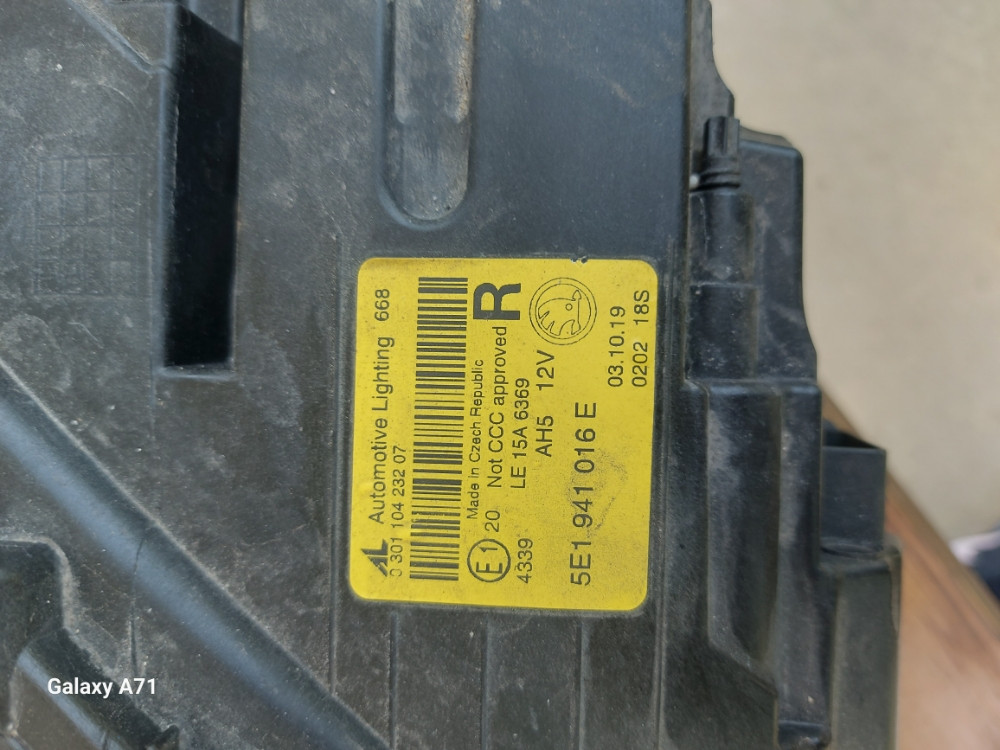 AL Automotive Lighting 668
0 301 104 232 07
Made in Czech Republic
R
E1 20 Not CCC approved
4339 LE 15A 6369
AH5 12V
5E1.941 016 E
03.10.19
0202 18S
Galaxy A71